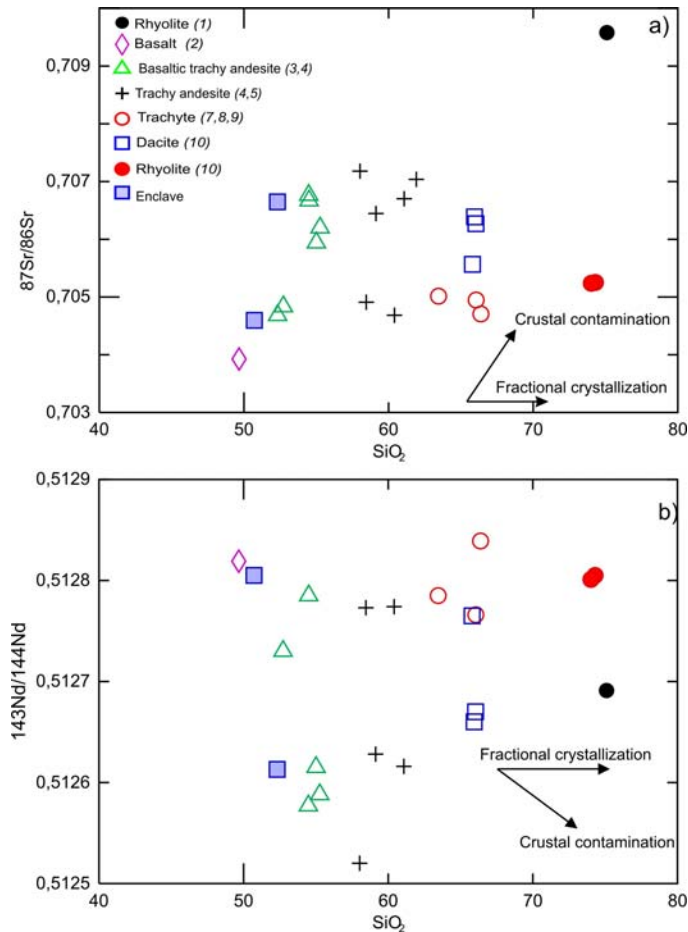 a)
0,709
0,707
0,705
0,703
87Sr/86Sr
Rhyolite (1)
Basalt (2)
Basaltic trachy andesite (3,4)
Trachy andesite (4,5)
Trachyte (7,8,9)
Dacite (10)
Rhyolite (10)
Enclave
Crustal contamination
Fractional crystallization
40 50 60 70 80
SiO₂
b)
0,5129
0,5128
0,5127
0,5126
0,5125
143Nd/144Nd
Fractional crystallization
Crustal contamination
40 50 60 70 80
SiO₂